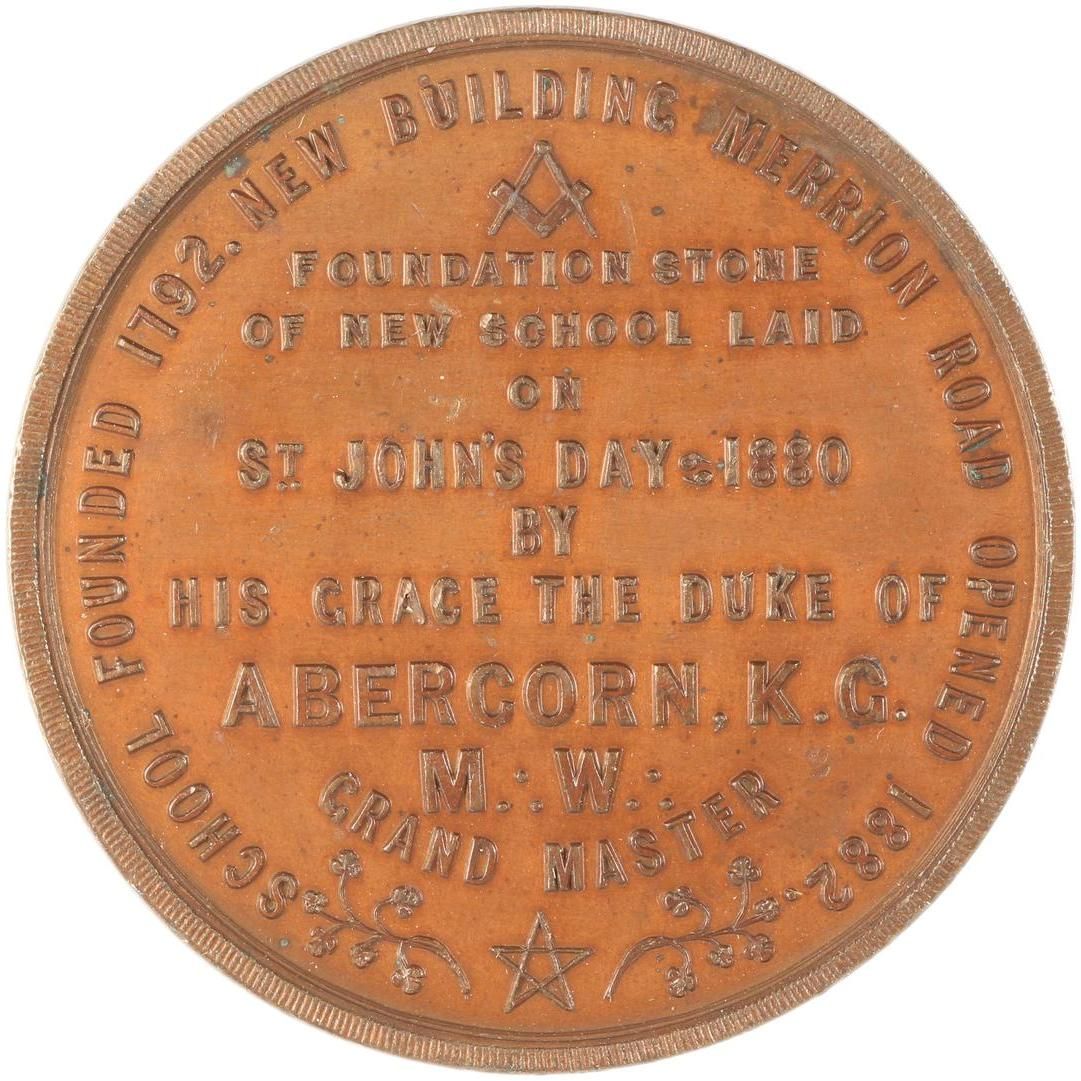 SCHOOL FOUNDED 1792. NEW BUILDING MERRION ROAD OPENED 1882.
FOUNDATION STONE
OF NEW SCHOOL LAID
ON
ST JOHN'S DAY 1880
BY
HIS GRACE THE DUKE OF
ABERCORN, K.G.
M∴W∴
GRAND MASTER